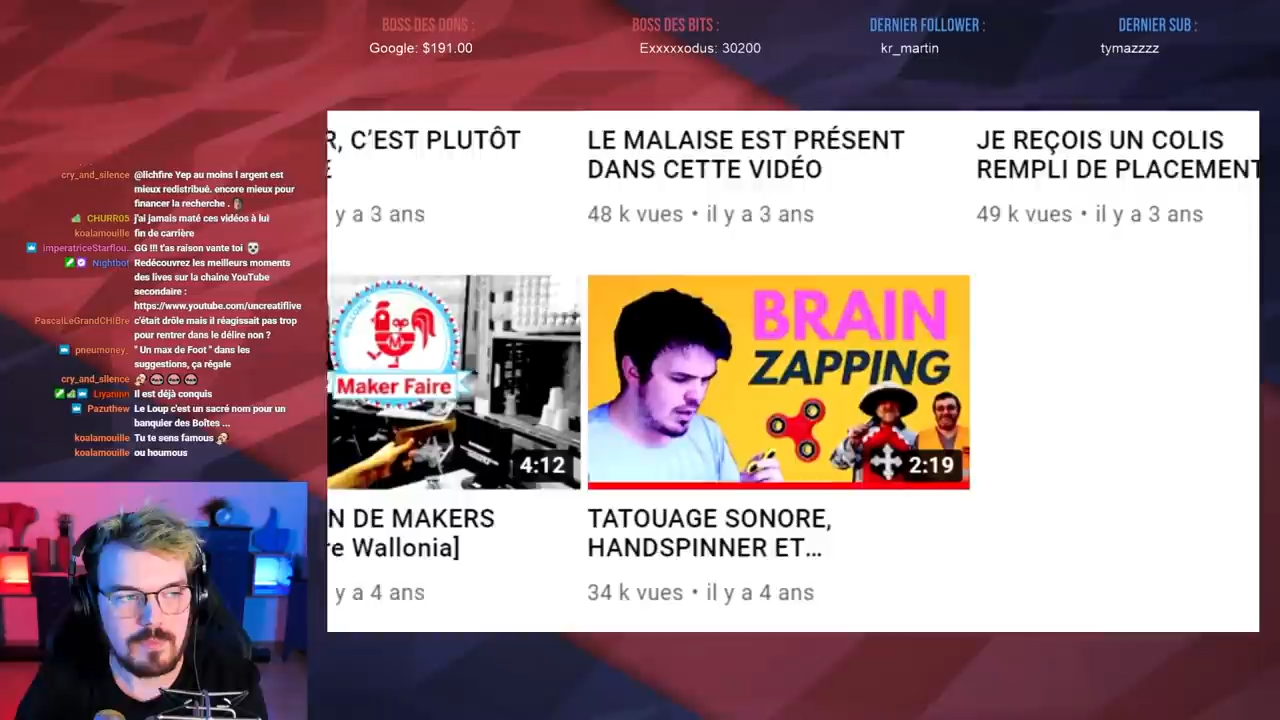 BOSS DES DONS :
Google: $191.00
BOSS DES BITS :
Exxxxxodus: 30200
DERNIER FOLLOWER :
kr_martin
DERNIER SUB :
tymazzzz
cry_and_silence @lichfire Yep au moins l argent est
mieux redistribué. encore mieux pour
financer la recherche .
CHURR05 j'ai jamais maté ces vidéos à lui
koalamouille fin de carrière
ImperatriceStarflou... GG !!! t'as raison vante toi
Nightbot Redécouvrez les meilleurs moments
des lives sur la chaine YouTube
secondaire :
https://www.youtube.com/uncreatiflive
PascalLeGrandCHIBre c'était drôle mais il réagissait pas trop
pour rentrer dans le délire non ?
pneumoney_ " Un max de Foot " dans les
suggestions, ça régale
cry_and_silence
Liyaninn Il est déjà conquis
Pazuthew Le Loup c'est un sacré nom pour un
banquier des Boîtes ...
koalamouille Tu te sens famous
koalamouille ou houmous
R, C'EST PLUTÔT
y a 3 ans
LE MALAISE EST PRÉSENT
DANS CETTE VIDÉO
48 k vues • il y a 3 ans
JE REÇOIS UN COLIS
REMPLI DE PLACEMENT
49 k vues • il y a 3 ans
WALLONIA
Maker Faire
4:12
N DE MAKERS
re Wallonia]
y a 4 ans
BRAIN
ZAPPING
2:19
TATOUAGE SONORE,
HANDSPINNER ET...
34 k vues • il y a 4 ans